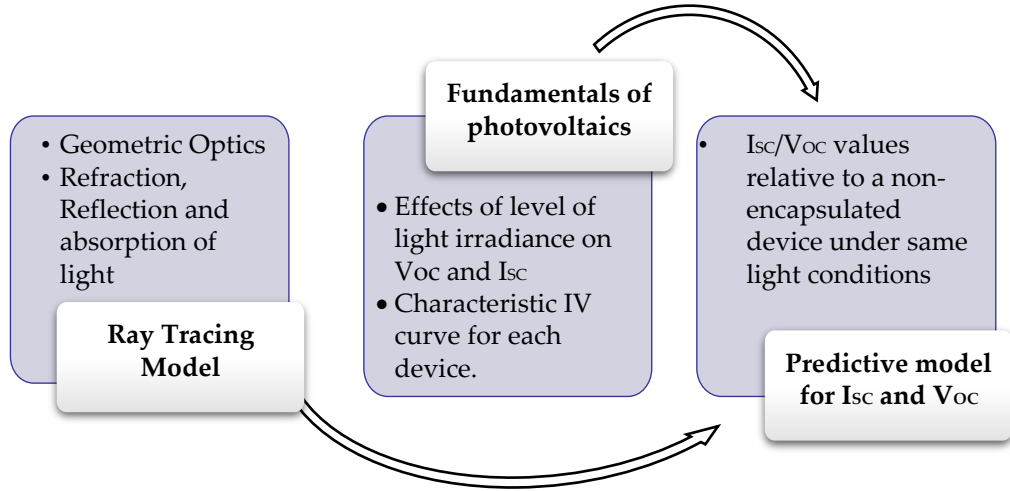 • Geometric Optics
• Refraction,
Reflection and
absorption of
light
Ray Tracing
Model
Fundamentals of
photovoltaics
• Effects of level of
light irradiance on
Voc and Isc
• Characteristic IV
curve for each
device.
• Isc/Voc values
relative to a non-
encapsulated
device under same
light conditions
Predictive model
for Isc and Voc